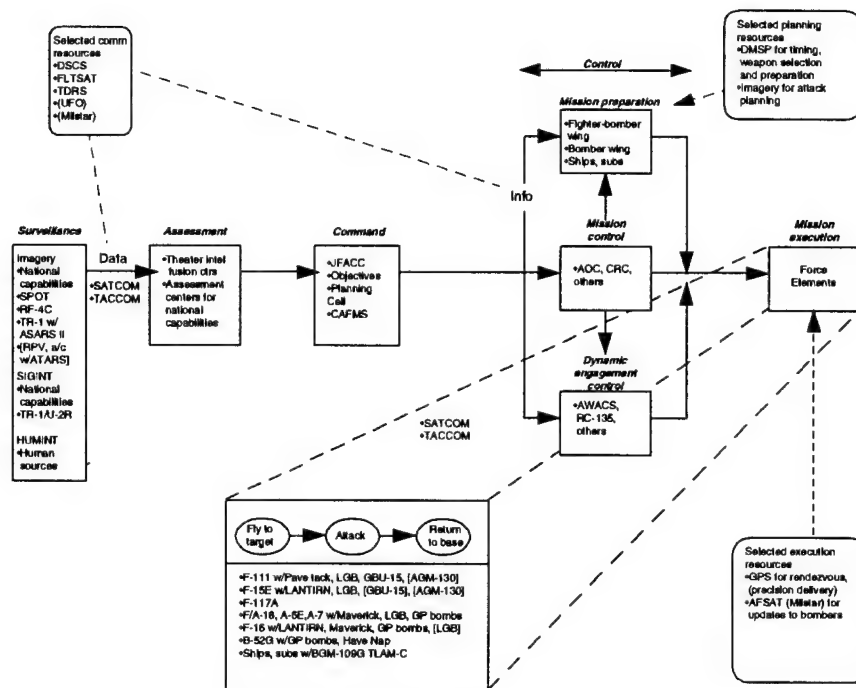 Selected comm
resources
•DSCS
•FLTSAT
•TDRS
•(UFO)
•(Milstar)
Selected planning
resources
•DMSP for timing,
weapon selection
and preparation
•Imagery for attack
planning
Control
Mission preparation
•Fighter-bomber
wing
•Bomber wing
•Ships, subs
Info
Surveillance
Imagery
•National
capabilities
•SPOT
•RF-4C
•TR-1 w/
ASARS II
•[RPV, a/c
w/ATARS]
SIGINT
•National
capabilities
•TR-1/U-2R
HUMINT
•Human
sources
Data
•SATCOM
•TACCOM
Assessment
•Theater intel
fusion ctrs
•Assessment
centers for
national
capabilities
Command
•JFACC
•Objectives
•Planning
Cell
•CAFMS
Mission
control
•AOC, CRC,
others
Mission
execution
Force
Elements
Dynamic
engagement
control
•AWACS,
RC-135,
others
•SATCOM
•TACCOM
Fly to
target
Attack
Return
to base
•F-111 w/Pave tack, LGB, GBU-15, [AGM-130]
•F-15E w/LANTIRN, LGB, [GBU-15], [AGM-130]
•F-117A
•F/A-18, A-6E,A-7 w/Maverick, LGB, GP bombs
•F-16 w/LANTIRN, Maverick, GP bombs, [LGB]
•B-52G w/GP bombs, Have Nap
•Ships, subs w/BGM-109G TLAM-C
Selected execution
resources
•GPS for rendezvous,
(precision delivery)
•AFSAT (Milstar) for
updates to bombers